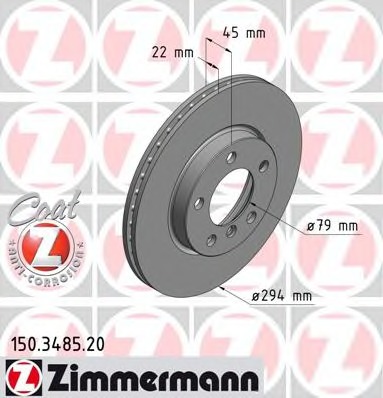 45 mm
22 mm
ø79 mm
ø294 mm
Coat
Z
ANTI-CORROSION
150.3485.20
Z Zimmermann